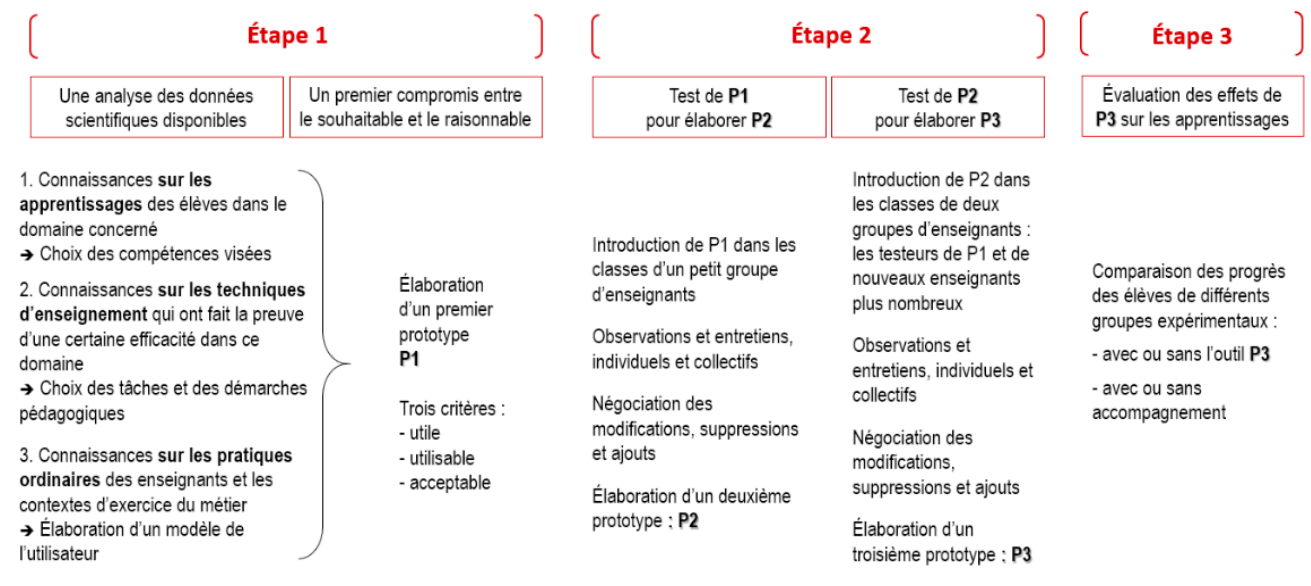 Étape 1
Une analyse des données
scientifiques disponibles
Un premier compromis entre
le souhaitable et le raisonnable
1. Connaissances sur les
apprentissages des élèves dans le
domaine concerné
➔ Choix des compétences visées
2. Connaissances sur les techniques
d’enseignement qui ont fait la preuve
d’une certaine efficacité dans ce
domaine
➔ Choix des tâches et des démarches
pédagogiques
3. Connaissances sur les pratiques
ordinaires des enseignants et les
contextes d’exercice du métier
➔ Élaboration d’un modèle de
l’utilisateur
Élaboration
d’un premier
prototype
P1
Trois critères :
- utile
- utilisable
- acceptable
Étape 2
Test de P1
pour élaborer P2
Introduction de P1 dans les
classes d’un petit groupe
d’enseignants
Observations et entretiens,
individuels et collectifs
Négociation des
modifications, suppressions
et ajouts
Élaboration d’un deuxième
prototype : P2
Test de P2
pour élaborer P3
Introduction de P2 dans
les classes de deux
groupes d’enseignants :
les testeurs de P1 et de
nouveaux enseignants
plus nombreux
Observations et
entretiens, individuels et
collectifs
Négociation des
modifications,
suppressions et ajouts
Élaboration d’un
troisième prototype : P3
Étape 3
Évaluation des effets de
P3 sur les apprentissages
Comparaison des progrès
des élèves de différents
groupes expérimentaux :
- avec ou sans l’outil P3
- avec ou sans
accompagnement